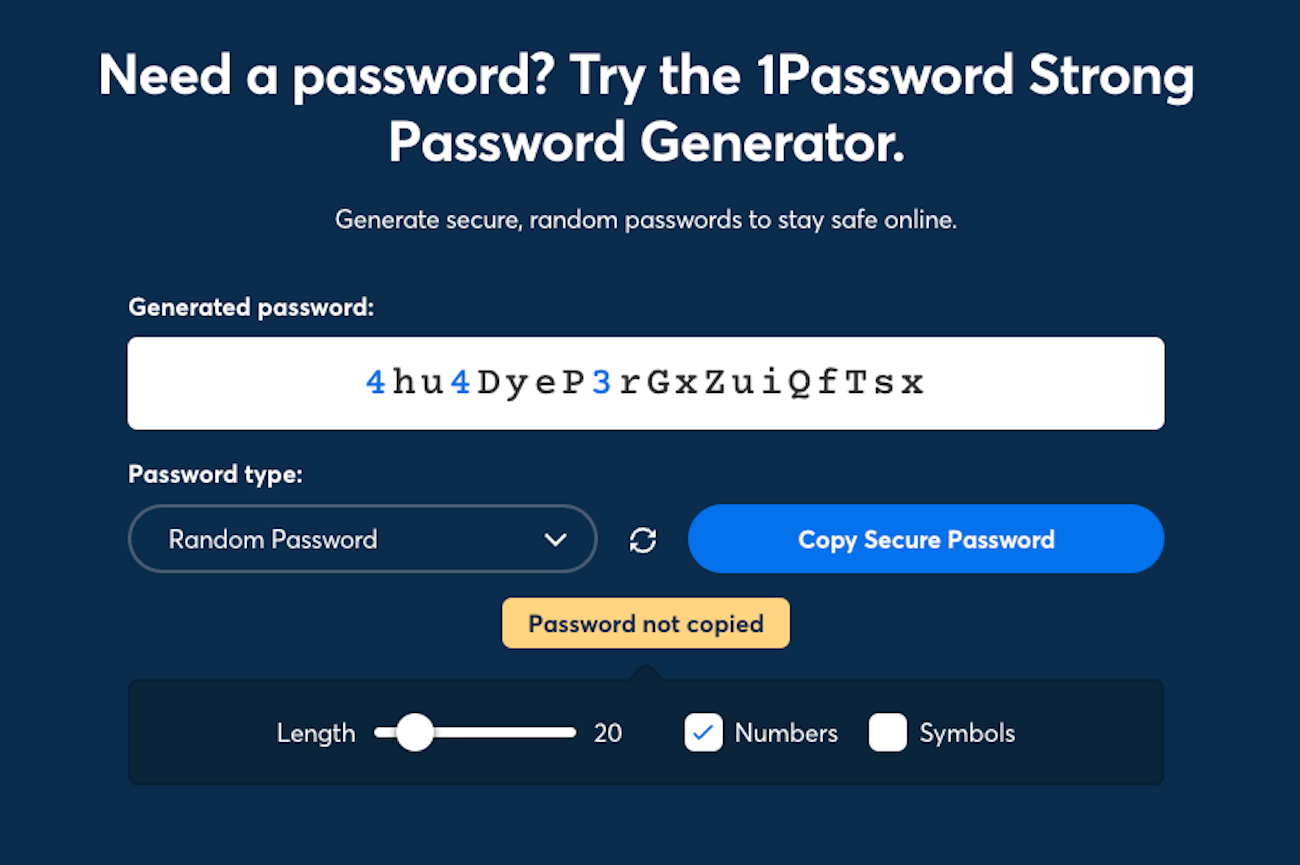 Need a password? Try the 1Password Strong
Password Generator.
Generate secure, random passwords to stay safe online.
Generated password:
4hu4DyeP3rGxZuiQfTsx
Password type:
Random Password
Copy Secure Password
Password not copied
Length 20 Numbers Symbols